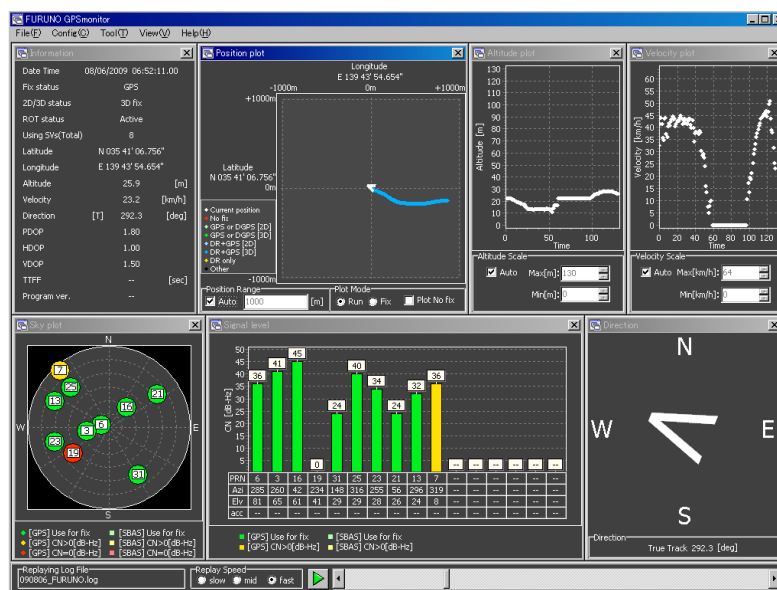 FURUNO GPSmonitor
File(F) Config(C) Tool(T) View(V) Help(H)
Information
Date Time 08/06/2009 06:52:11.00
Fix status GPS
2D/3D status 3D fix
ROT status Active
Using SVs(Total) 8
Latitude N 035 41' 06.756"
Longitude E 139 43' 54.654"
Altitude 25.9 [m]
Velocity 23.2 [km/h]
Direction [T] 292.3 [deg]
PDOP 1.80
HDOP 1.00
VDOP 1.50
TTFF -- [sec]
Program ver. --
Position plot
Longitude
E 139 43' 54.654"
-1000m 0m +1000m
+1000m
Latitude
N 035 41' 06.756"
0m
Current position
No fix
GPS or DGPS [2D]
GPS or DGPS [3D]
DR+GPS [2D]
DR+GPS [3D]
DR only
Other
-1000m
Position Range
Auto 1000 [m]
Plot Mode
Run Fix Plot No fix
Altitude plot
130
120
110
100
90
80
70
60
50
40
30
20
10
0
Altitude [m]
0 50 100
Time
Altitude Scale
Auto Max[m]: 130
Min[m]: 0
Velocity plot
60
55
50
45
40
35
30
25
20
15
10
5
0
Velocity [km/h]
0 20 40 60 80 100 120
Time
Velocity Scale
Auto Max[km/h]: 64
Min[km/h]: 0
Sky plot
N
7
25
13
21
16
3
6
W
E
23
19
31
S
[GPS] Use for fix [SBAS] Use for fix
[GPS] CN>0[dB-Hz] [SBAS] CN>0[dB-Hz]
[GPS] CN=0[dB-Hz] [SBAS] CN=0[dB-Hz]
Signal level
50
45
40
35
30
25
20
15
10
5
CN [dB-Hz]
36 41 45 0 24 40 34 24 32 36 -- -- -- -- -- --
PRN 6 3 16 19 31 25 23 21 13 7 -- -- -- -- -- --
Azi 285 260 42 234 148 316 255 56 296 319 -- -- -- -- -- --
Elv 81 65 61 41 29 29 28 26 24 8 -- -- -- -- -- --
acc -- -- -- -- -- --
[GPS] Use for fix [SBAS] Use for fix
[GPS] CN>0[dB-Hz] [SBAS] CN>0[dB-Hz]
Direction
N
W
E
S
Direction
True Track 292.3 [deg]
Replaying Log File
090806_FURUNO.log
Replay Speed
slow mid fast